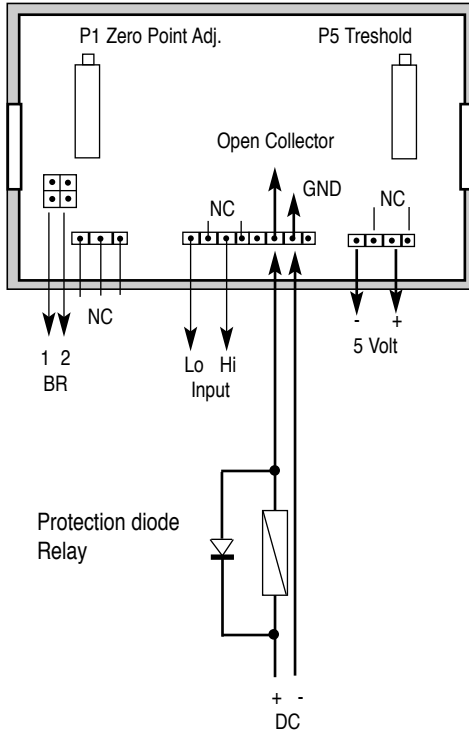 P1 Zero Point Adj.
P5 Treshold
Open Collector
GND
NC
NC
NC
1 2
BR
Lo Hi
Input
- +
5 Volt
Protection diode
Relay
+ -
DC